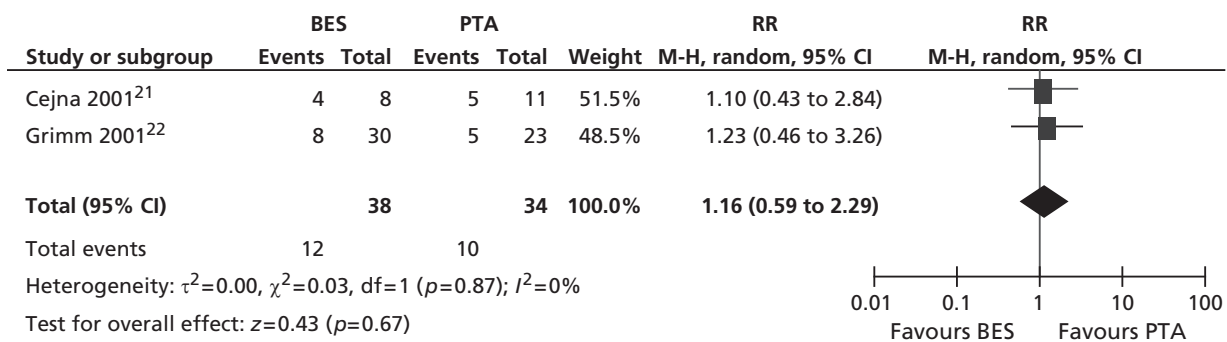 BES PTA RR RR
Study or subgroup Events Total Events Total Weight M-H, random, 95% CI M-H, random, 95% CI
Cejna 2001²¹ 4 8 5 11 51.5% 1.10 (0.43 to 2.84)
Grimm 2001²² 8 30 5 23 48.5% 1.23 (0.46 to 3.26)
Total (95% CI) 38 34 100.0% 1.16 (0.59 to 2.29)
Total events 12 10
Heterogeneity: τ²=0.00, χ²=0.03, df=1 (p=0.87); I²=0%
Test for overall effect: z=0.43 (p=0.67)
0.01 0.1 1 10 100
Favours BES Favours PTA